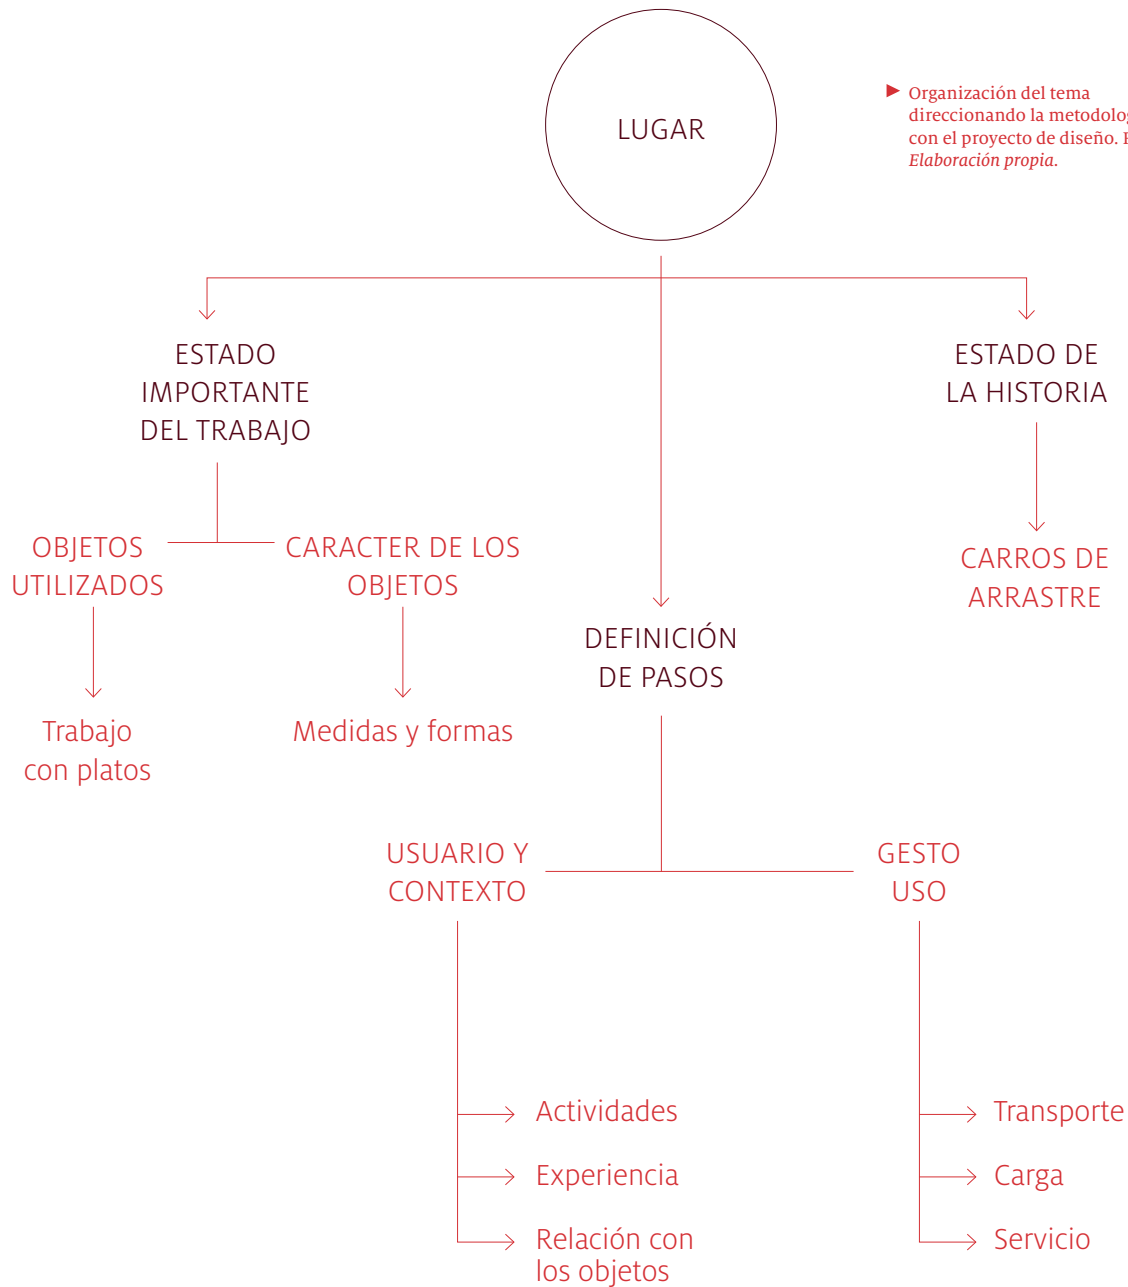 LUGAR
► Organización del tema
direccionando la metodolog
con el proyecto de diseño.
Elaboración propia.
ESTADO
IMPORTANTE
DEL TRABAJO
ESTADO DE
LA HISTORIA
OBJETOS
UTILIZADOS
CARACTER DE LOS
OBJETOS
CARROS DE
ARRASTRE
DEFINICIÓN
DE PASOS
Trabajo
con platos
Medidas y formas
USUARIO Y
CONTEXTO
GESTO
USO
Actividades
Experiencia
Relación con
los objetos
Transporte
Carga
Servicio